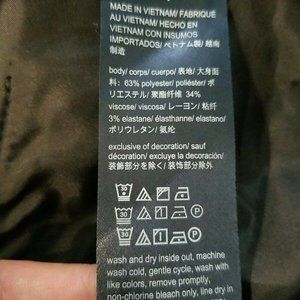 MADE IN VIETNAM/ FABRIQUÉ
AU VIETNAM/ HECHO EN
VIETNAM CON INSUMOS
IMPORTADOS/ ベトナム製/ 越南
制造
body/ corps/ cuerpo/ 表地/ 大身面
料: 63% polyester/ poliéster/ ポ
リエステル/ 聚酯纤维 34%
viscose/ viscosa/ レーヨン/ 粘纤
3% elastane/ élasthanne/ elastano/
ポリウレタン/ 氨纶
exclusive of decoration/ sauf
décoration/ excluye la decoración/
装飾部分を除く/ 装饰部分除外
30
30
wash and dry inside out, machine
wash cold, gentle cycle, wash with
like colors, remove promptly,
non-chlorine bleach only